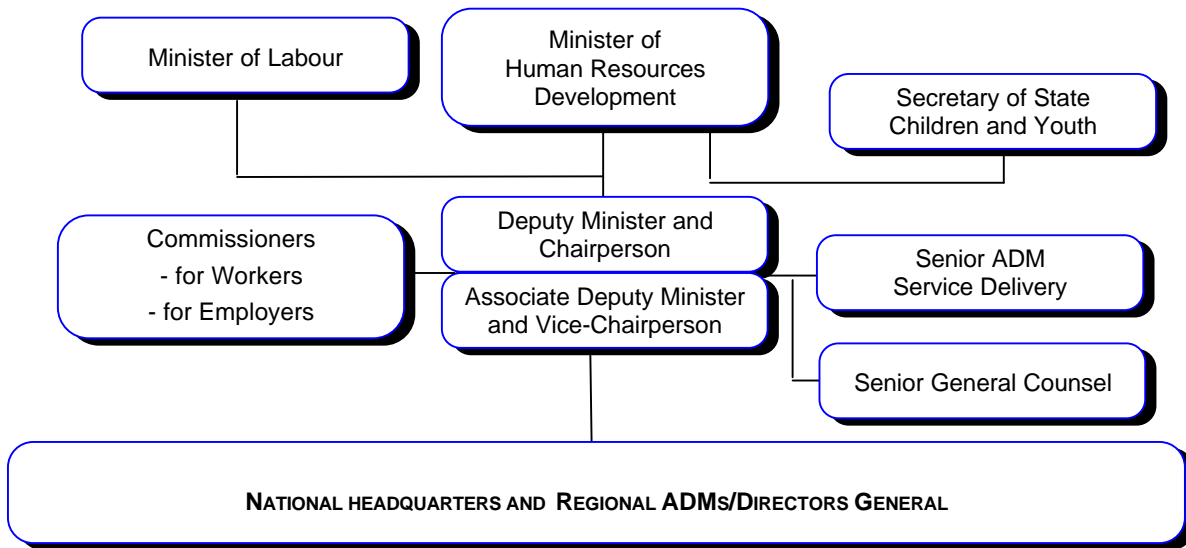 Minister of Labour
Minister of
Human Resources
Development
Secretary of State
Children and Youth
Commissioners
- for Workers
- for Employers
Deputy Minister and
Chairperson
Associate Deputy Minister
and Vice-Chairperson
Senior ADM
Service Delivery
Senior General Counsel
NATIONAL HEADQUARTERS AND REGIONAL ADMS/DIRECTORS GENERAL